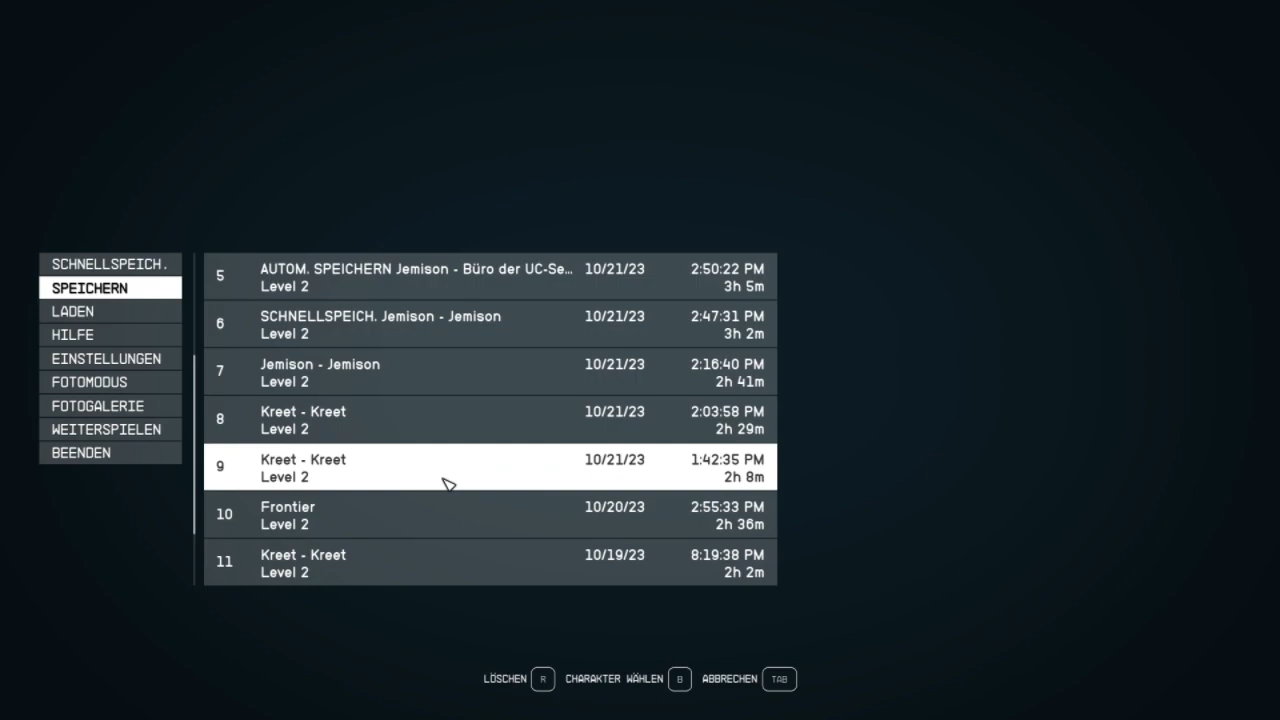 SCHNELLSPEICH.
SPEICHERN
LADEN
HILFE
EINSTELLUNGEN
FOTOMODUS
FOTOGALERIE
WEITERSPIELEN
BEENDEN
5 AUTOM. SPEICHERN Jemison - Büro der UC-Se... 10/21/23 2:50:22 PM
Level 2 3h 5m
6 SCHNELLSPEICH. Jemison - Jemison 10/21/23 2:47:31 PM
Level 2 3h 2m
7 Jemison - Jemison 10/21/23 2:16:40 PM
Level 2 2h 41m
8 Kreet - Kreet 10/21/23 2:03:58 PM
Level 2 2h 29m
9 Kreet - Kreet 10/21/23 1:42:35 PM
Level 2 2h 8m
10 Frontier 10/20/23 2:55:33 PM
Level 2 2h 36m
11 Kreet - Kreet 10/19/23 8:19:38 PM
Level 2 2h 2m
LÖSCHEN R CHARAKTER WÄHLEN B ABBRECHEN TAB